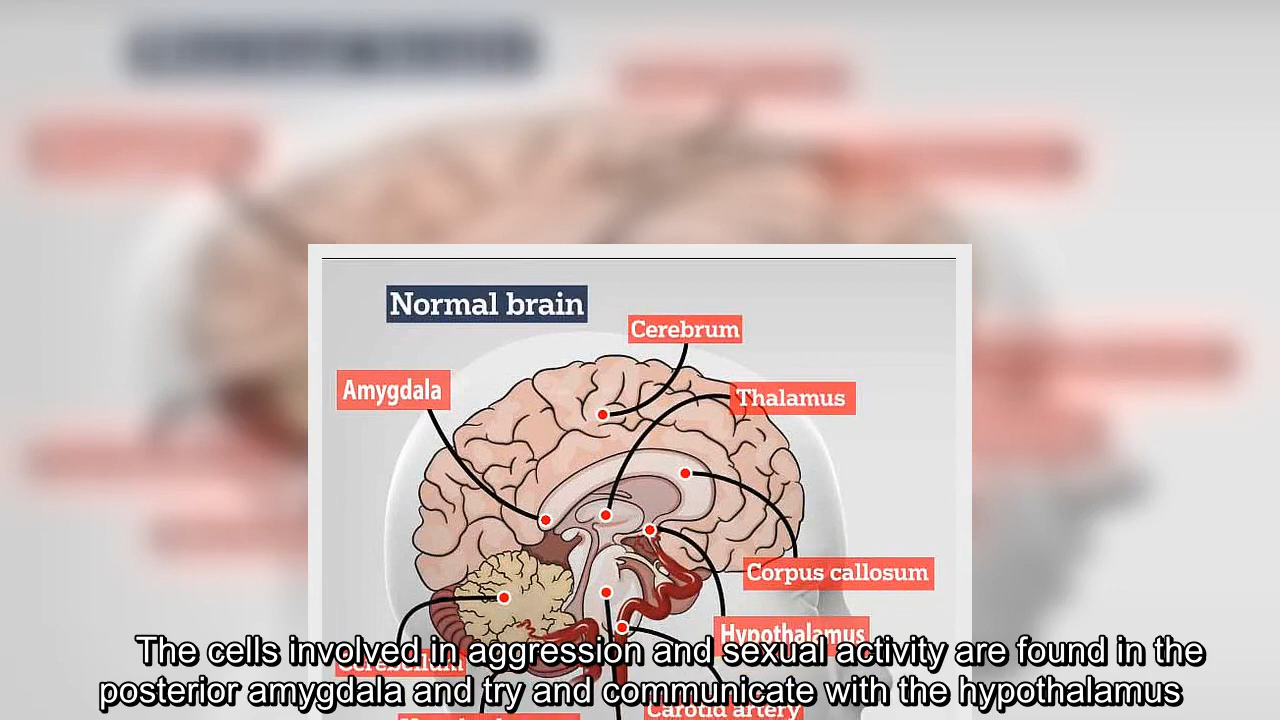 Normal brain
Cerebrum
Amygdala
Thalamus
Corpus callosum
Hypothalamus
Cerebellum
Carotid artery
The cells involved in aggression and sexual activity are found in the
posterior amygdala and try and communicate with the hypothalamus